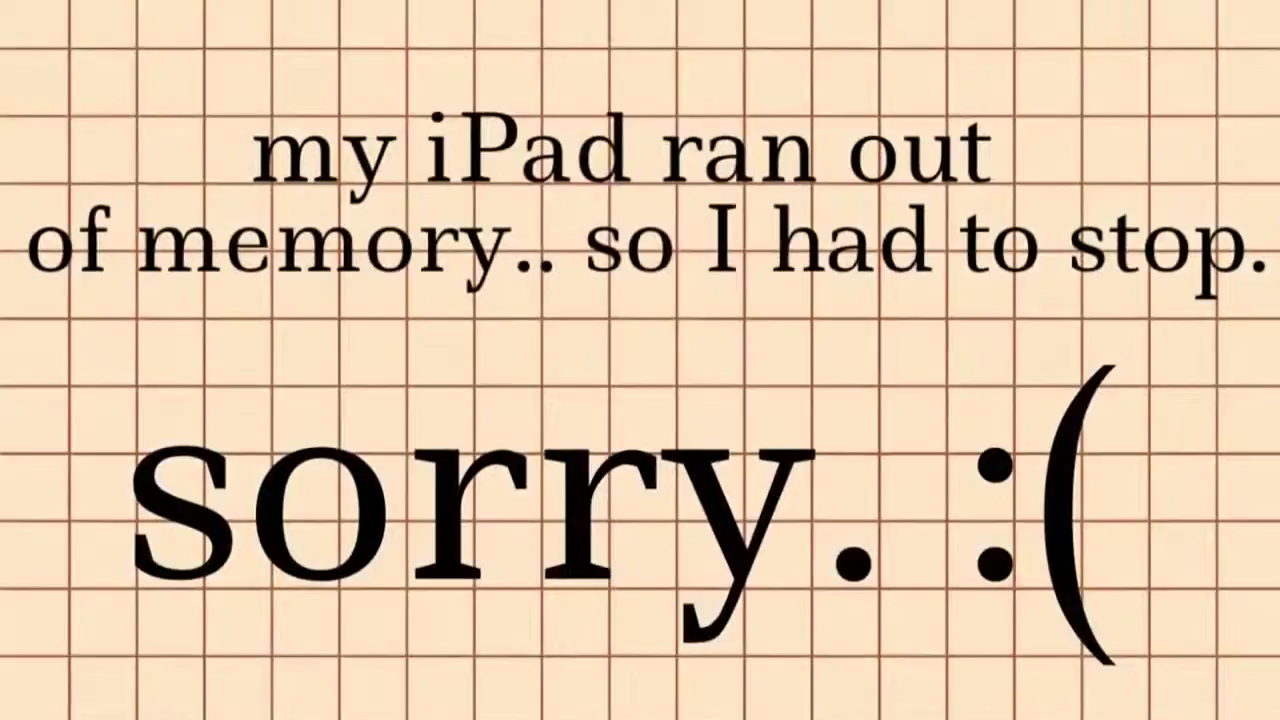 my iPad ran out
of memory.. so I had to stop.
sorry. :(